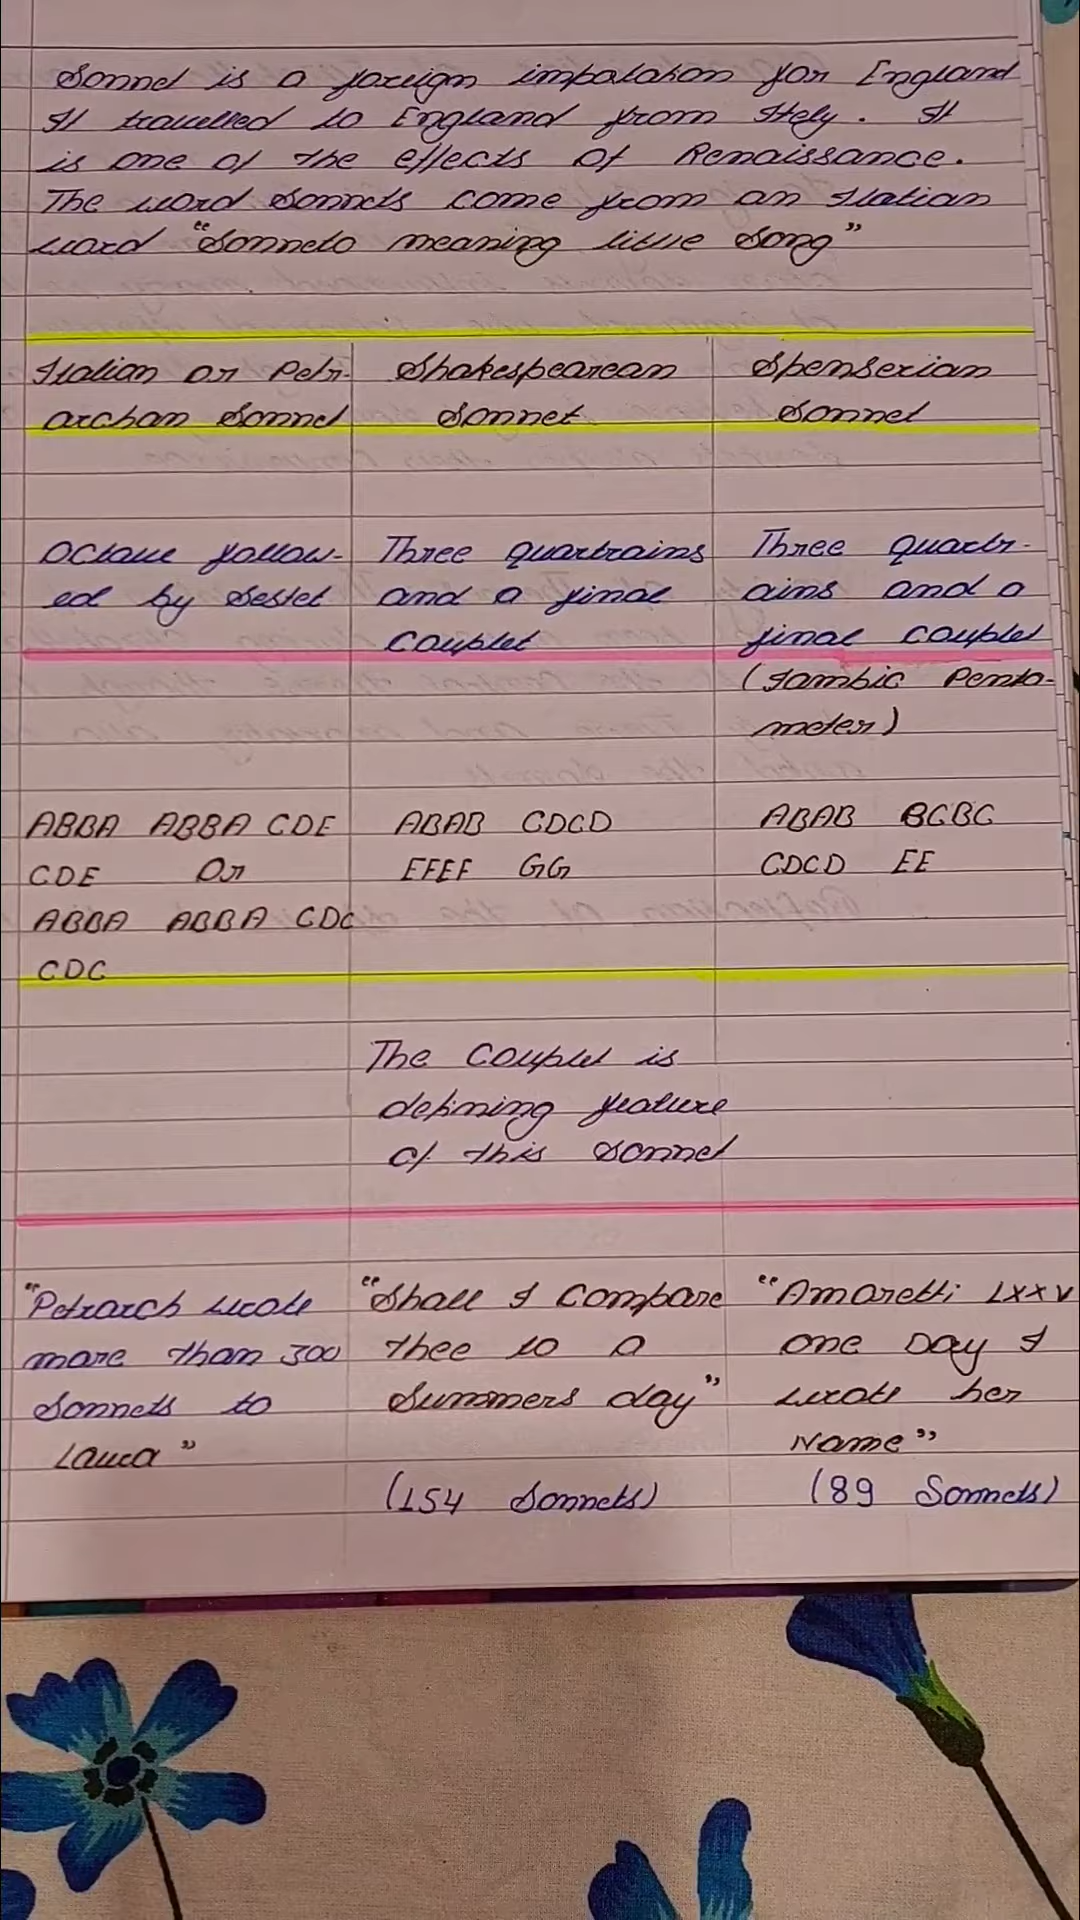 Sonnet is a foreign impotation for England
It travelled to England from Itely. It
is one of the effects of Renaissance.
The word Sonnets come from an Italian
word "Sonneto meaning little Song"
Italian or Petr-
archan Sonnet
Shakespearean
Sonnet
Spenserian
Sonnet
Octave follow-
ed by Sestet
Three quartrains
and a final
Couplet
Three quartr-
ains and a
final couplet
(Iambic Penta-
meter)
ABBA ABBA CDE
CDE Or
ABBA ABBA CDC
CDC
ABAB CDCD
EFEF GG
ABAB BCBC
CDCD EE
The Couplet is
defining feature
of this Sonnet
"Petrarch wrote
more than 300
Sonnets to
Laura"
"Shall I Compare
thee to a
Summers day"
(154 Sonnets)
"Amoretti LXXV
one Day I
wrote her
Name"
(89 Sonnets)